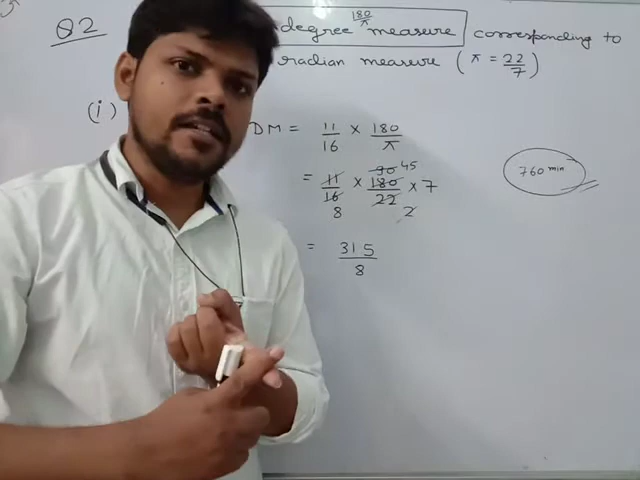 Q2 degree 180/π measure corresponding to
radian measure ( π = 22/7 )
(i) DM = 11/16 × 180/π
= 11/16 8 × 90 45 180/22 2 × 7
760 min
= 315/8